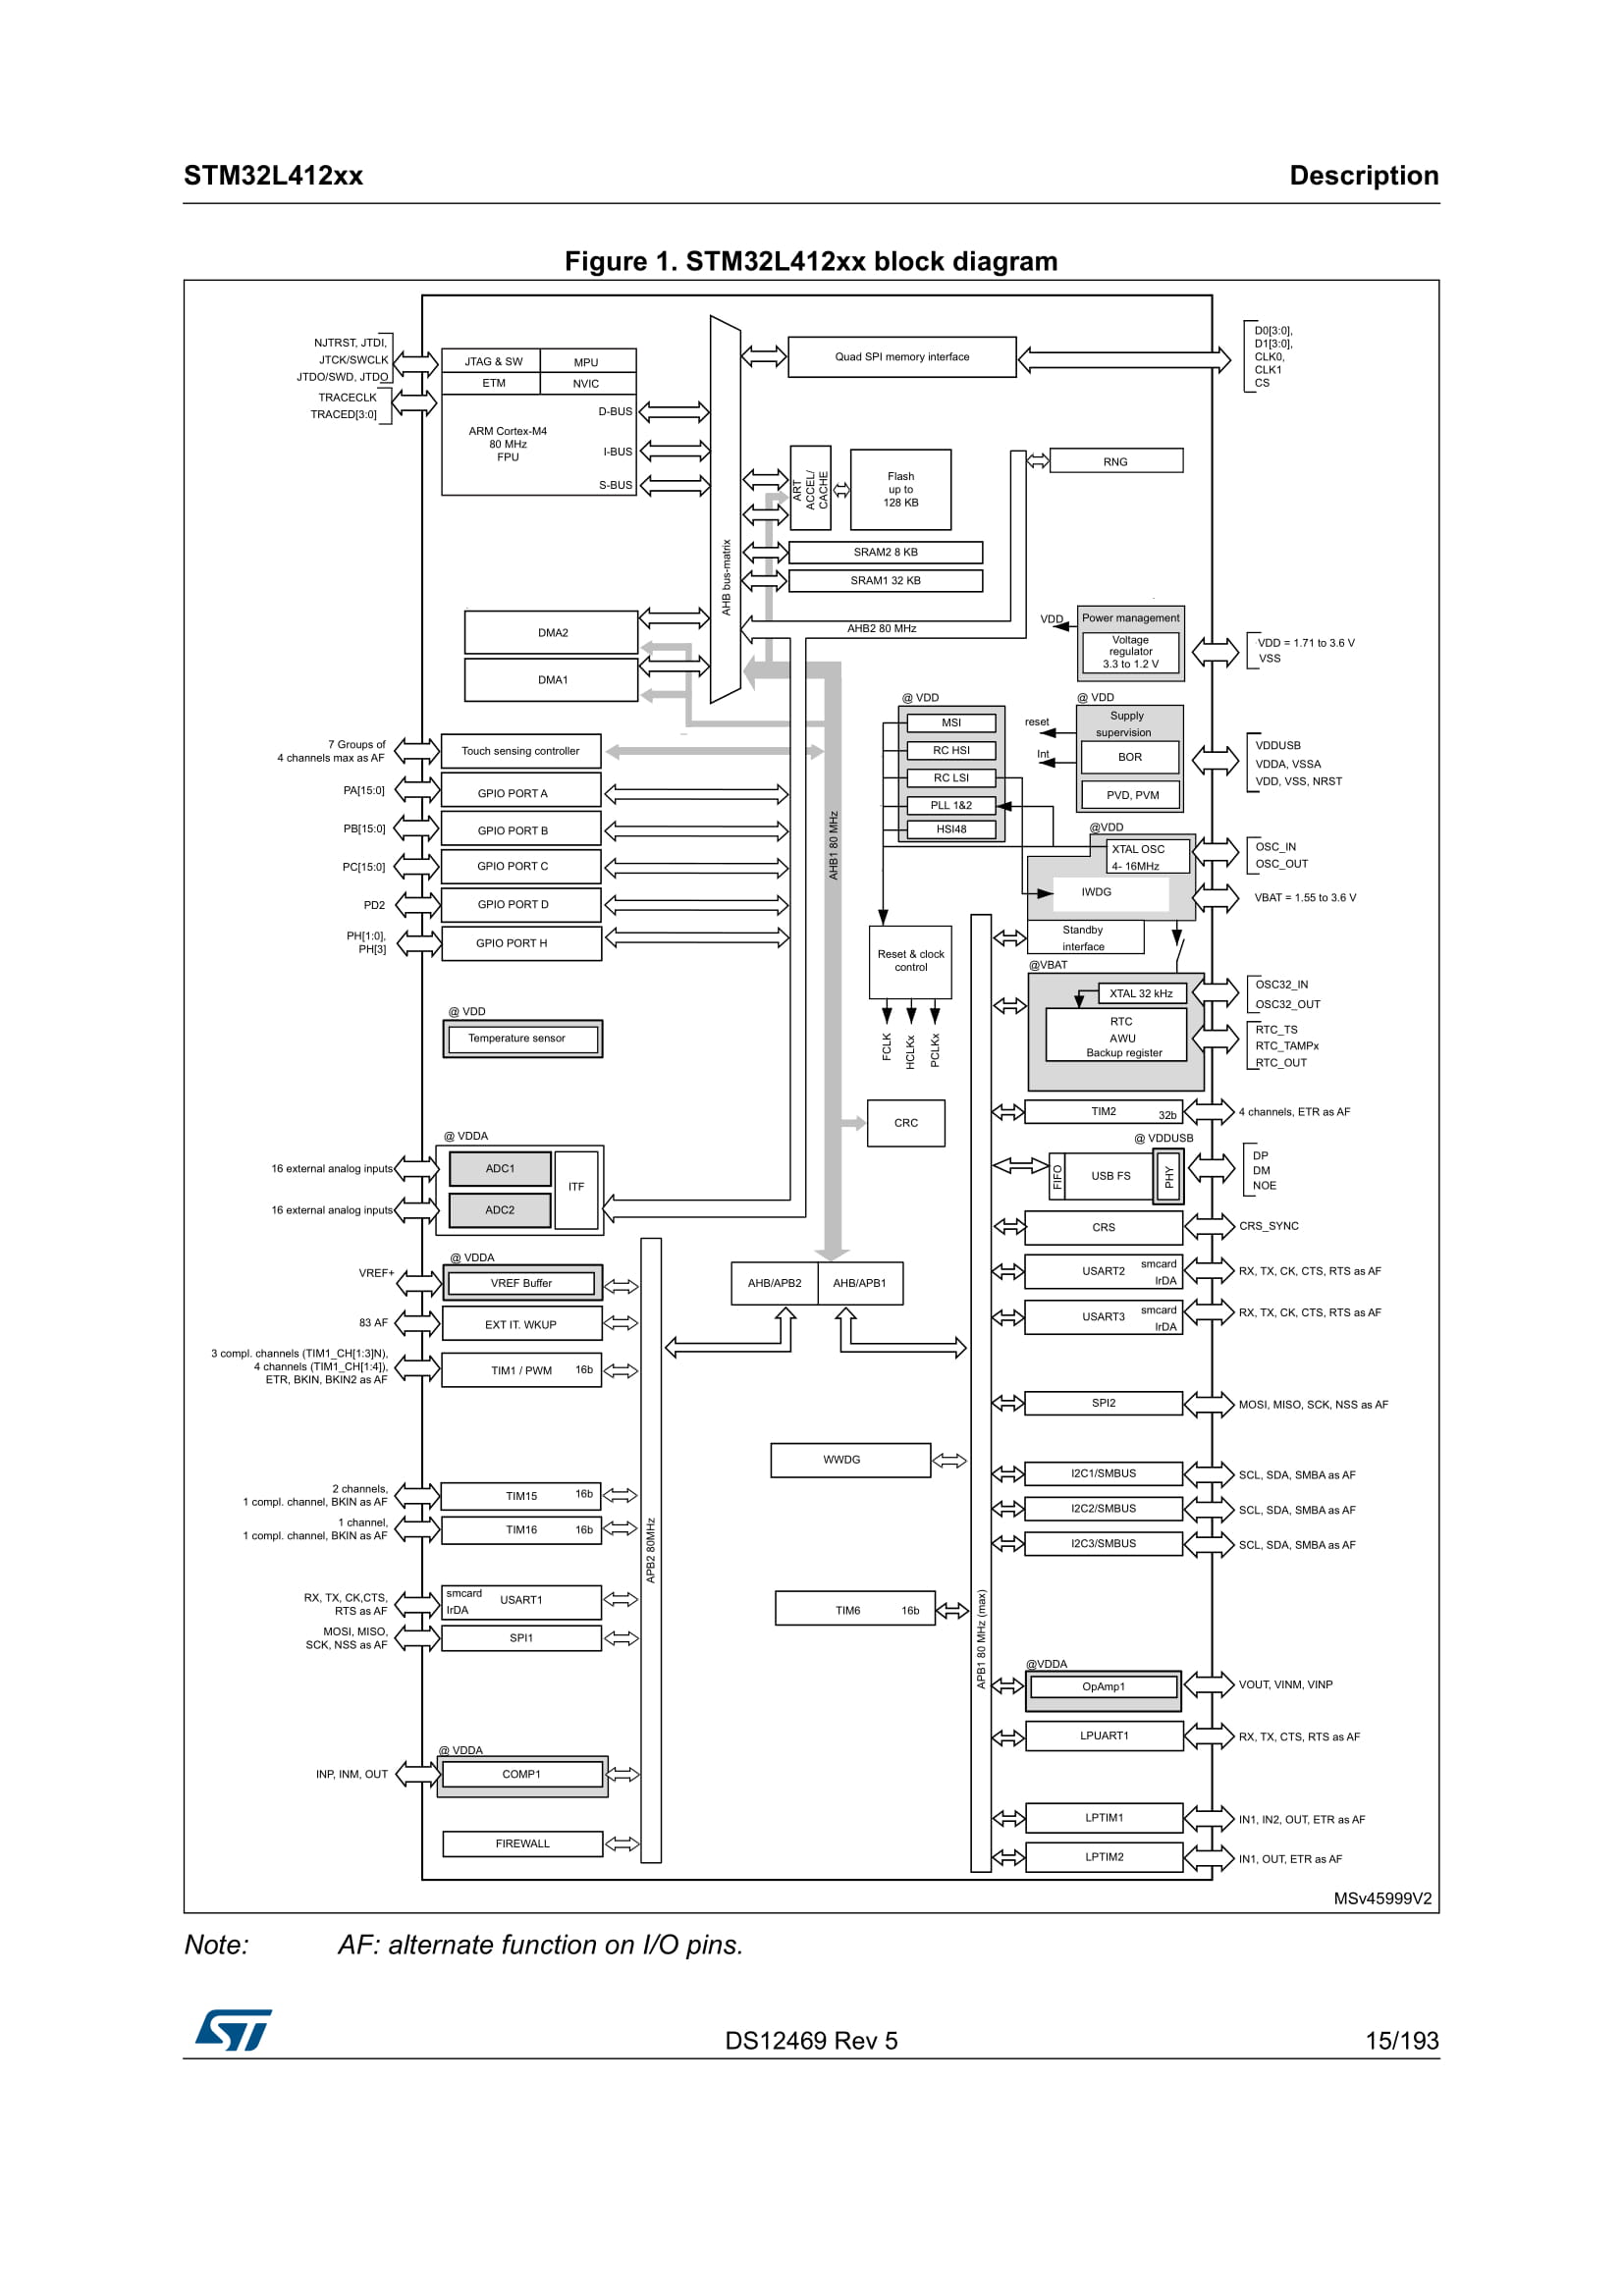 STM32L412xx
Description
Figure 1. STM32L412xx block diagram
NJTRST, JTDI,
JTCK/SWCLK
JTDO/SWD, JTDO
TRACECLK
TRACED[3:0]
JTAG & SW
MPU
ETM
NVIC
D-BUS
ARM Cortex-M4
80 MHz
FPU
I-BUS
S-BUS
AHB bus-matrix
Quad SPI memory interface
D0[3:0],
D1[3:0],
CLK0,
CLK1
CS
ART
ACCEL/
CACHE
Flash
up to
128 KB
RNG
SRAM2 8 KB
SRAM1 32 KB
AHB2 80 MHz
DMA2
DMA1
VDD
Power management
Voltage
regulator
3.3 to 1.2 V
VDD = 1.71 to 3.6 V
VSS
@ VDD
MSI
RC HSI
RC LSI
PLL 1&2
HSI48
@ VDD
reset
Int
Supply
supervision
BOR
PVD, PVM
VDDUSB
VDDA, VSSA
VDD, VSS, NRST
7 Groups of
4 channels max as AF
Touch sensing controller
PA[15:0]
GPIO PORT A
PB[15:0]
GPIO PORT B
PC[15:0]
GPIO PORT C
PD2
GPIO PORT D
PH[1:0],
PH[3]
GPIO PORT H
AHB1 80 MHz
@VDD
XTAL OSC
4- 16MHz
IWDG
OSC_IN
OSC_OUT
VBAT = 1.55 to 3.6 V
Standby
interface
Reset & clock
control
FCLK
HCLKx
PCLKx
@VBAT
XTAL 32 kHz
RTC
AWU
Backup register
OSC32_IN
OSC32_OUT
RTC_TS
RTC_TAMPx
RTC_OUT
@ VDD
Temperature sensor
CRC
TIM2
32b
4 channels, ETR as AF
@ VDDA
16 external analog inputs
ADC1
ITF
16 external analog inputs
ADC2
@ VDDUSB
FIFO
USB FS
PHY
DP
DM
NOE
CRS
CRS_SYNC
@ VDDA
VREF+
VREF Buffer
83 AF
EXT IT. WKUP
3 compl. channels (TIM1_CH[1:3]N),
4 channels (TIM1_CH[1:4]),
ETR, BKIN, BKIN2 as AF
TIM1 / PWM
16b
AHB/APB2
AHB/APB1
USART2
smcard
IrDA
RX, TX, CK, CTS, RTS as AF
USART3
smcard
IrDA
RX, TX, CK, CTS, RTS as AF
SPI2
MOSI, MISO, SCK, NSS as AF
WWDG
I2C1/SMBUS
SCL, SDA, SMBA as AF
I2C2/SMBUS
SCL, SDA, SMBA as AF
I2C3/SMBUS
SCL, SDA, SMBA as AF
2 channels,
1 compl. channel, BKIN as AF
TIM15
16b
1 channel,
1 compl. channel, BKIN as AF
TIM16
16b
APB2 80MHz
RX, TX, CK,CTS,
RTS as AF
smcard
IrDA
USART1
MOSI, MISO,
SCK, NSS as AF
SPI1
TIM6
16b
APB1 80 MHz (max)
@VDDA
OpAmp1
VOUT, VINM, VINP
LPUART1
RX, TX, CTS, RTS as AF
@ VDDA
INP, INM, OUT
COMP1
LPTIM1
IN1, IN2, OUT, ETR as AF
FIREWALL
LPTIM2
IN1, OUT, ETR as AF
MSv45999V2
Note: AF: alternate function on I/O pins.
ST
DS12469 Rev 5
15/193